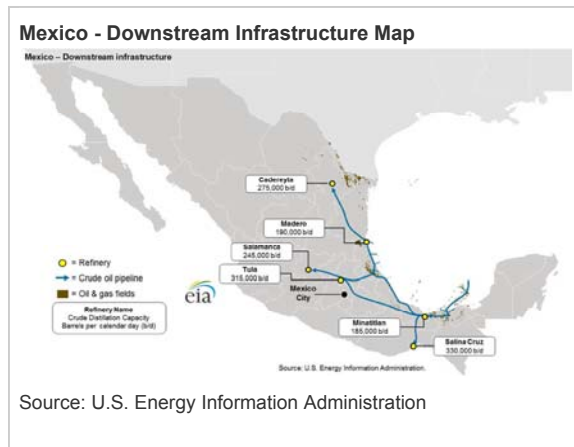 Mexico - Downstream Infrastructure Map
Mexico – Downstream infrastructure
Cadereyta
275,000 b/d
Madero
190,000 b/d
Salamanca
245,000 b/d
Tula
315,000 b/d
Mexico
City
Minatitlan
185,000 b/d
Salina Cruz
330,000 b/d
= Refinery
= Crude oil pipeline
= Oil & gas fields
Refinery Name
Crude Distillation Capacity
Barrels per calendar day (b/d)
eia
Source: U.S. Energy Information Administration.
Source: U.S. Energy Information Administration